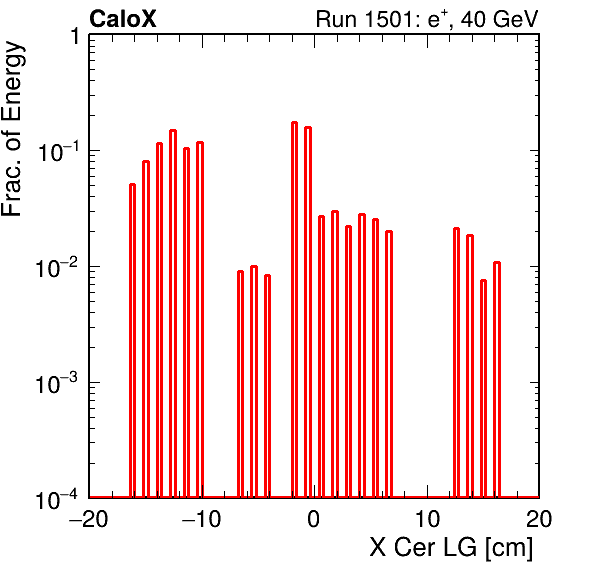 CaloX Run 1501: e⁺, 40 GeV
Frac. of Energy
1
10⁻¹
10⁻²
10⁻³
10⁻⁴
−20 −10 0 10 20
X Cer LG [cm]